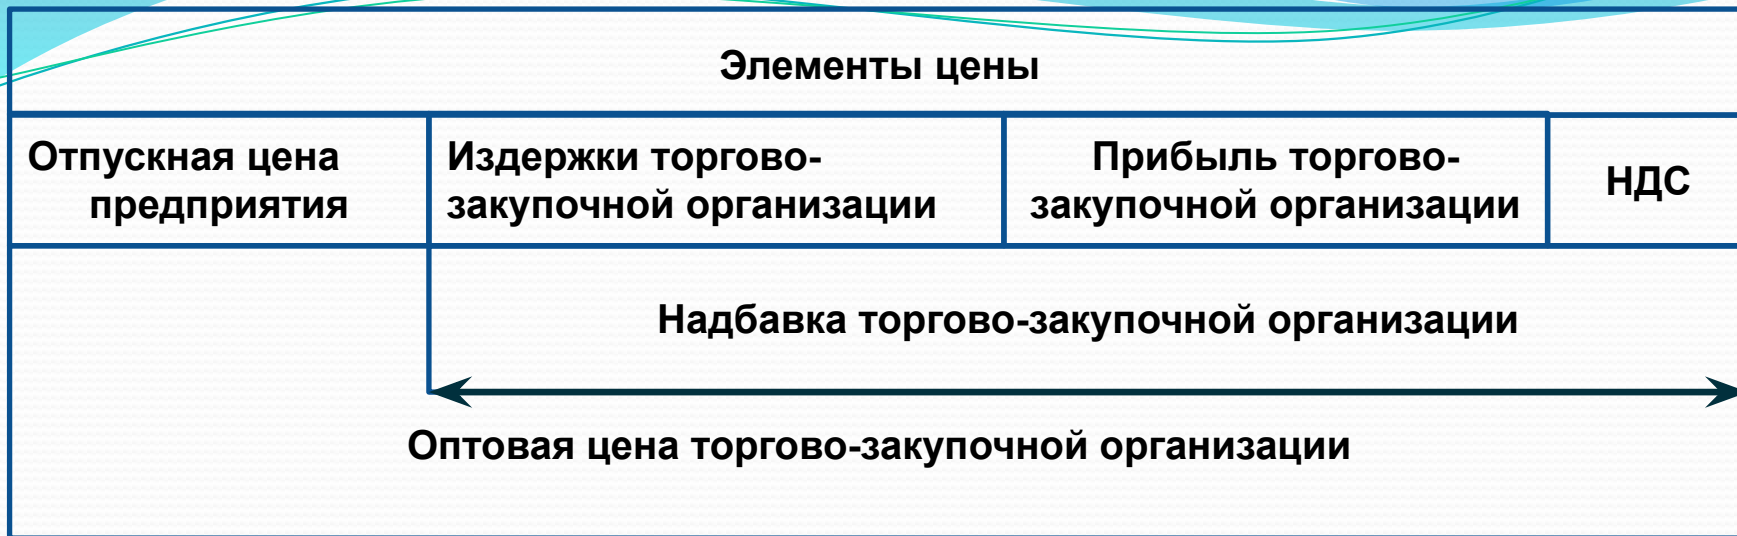 Элементы цены
Отпускная цена
предприятия
Издержки торгово-
закупочной организации
Прибыль торгово-
закупочной организации
НДС
Надбавка торгово-закупочной организации
Оптовая цена торгово-закупочной организации